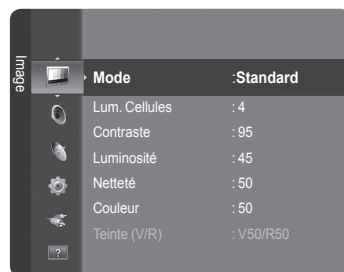 Image
Mode :Standard
Lum. Cellules : 4
Contraste : 95
Luminosité : 45
Netteté : 50
Couleur : 50
Teinte (V/R) : V50/R50
?